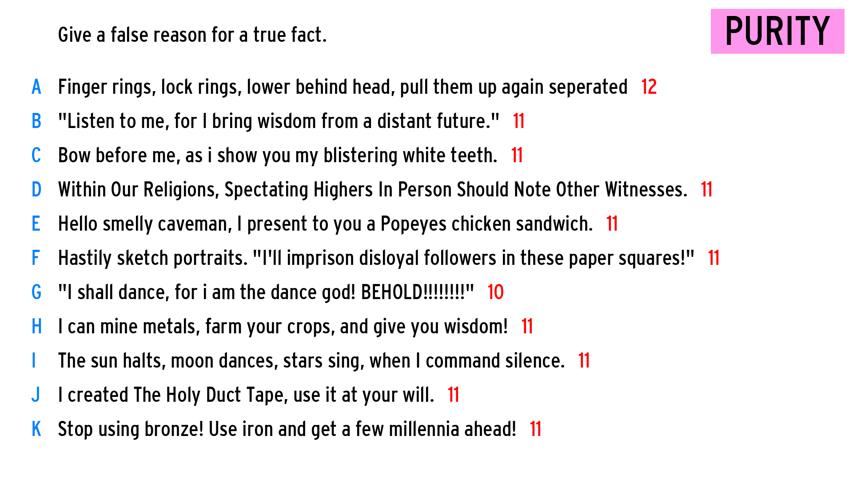 Give a false reason for a true fact.
PURITY
A Finger rings, lock rings, lower behind head, pull them up again seperated 12
B "Listen to me, for I bring wisdom from a distant future." 11
C Bow before me, as i show you my blistering white teeth. 11
D Within Our Religions, Spectating Highers In Person Should Note Other Witnesses. 11
E Hello smelly caveman, I present to you a Popeyes chicken sandwich. 11
F Hastily sketch portraits. "I'll imprison disloyal followers in these paper squares!" 11
G "I shall dance, for i am the dance god! BEHOLD!!!!!!!!" 10
H I can mine metals, farm your crops, and give you wisdom! 11
I The sun halts, moon dances, stars sing, when I command silence. 11
J I created The Holy Duct Tape, use it at your will. 11
K Stop using bronze! Use iron and get a few millennia ahead! 11